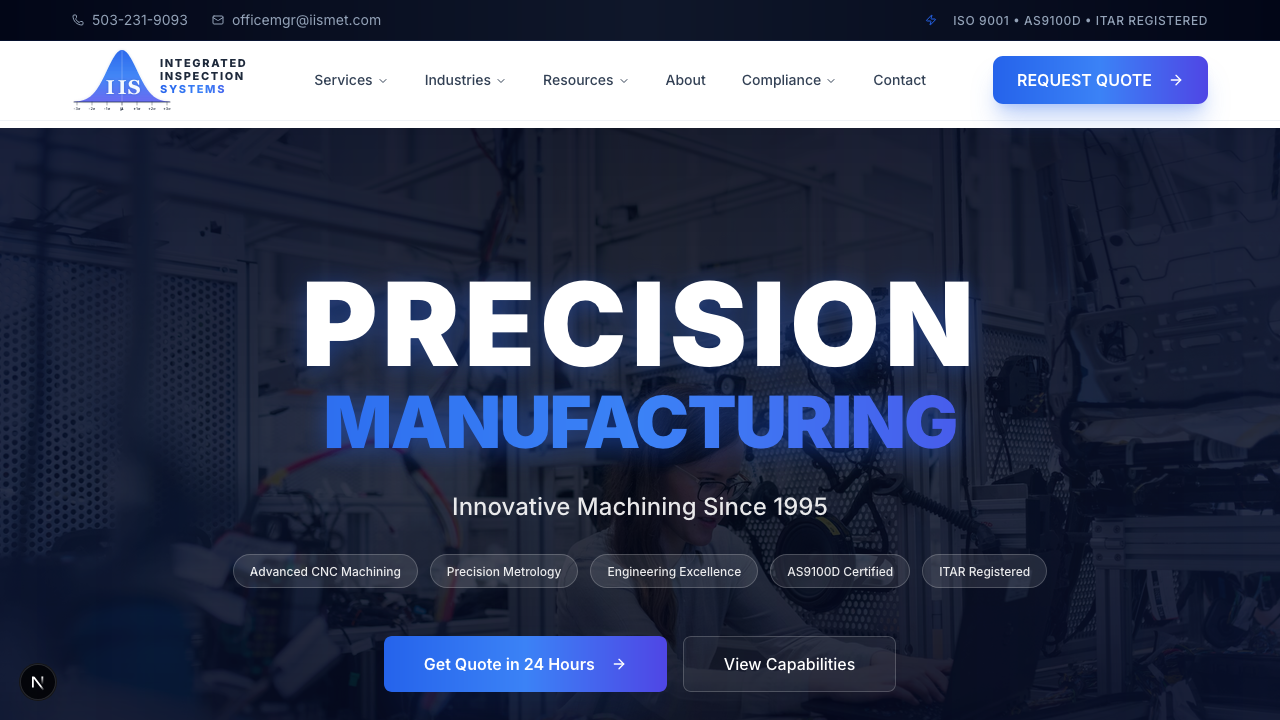 503-231-9093
officemgr@iismet.com
ISO 9001 • AS9100D • ITAR REGISTERED
IIS
INTEGRATED
INSPECTION
SYSTEMS
Services
Industries
Resources
About
Compliance
Contact
REQUEST QUOTE
PRECISION
MANUFACTURING
Innovative Machining Since 1995
Advanced CNC Machining
Precision Metrology
Engineering Excellence
AS9100D Certified
ITAR Registered
Get Quote in 24 Hours
View Capabilities
N